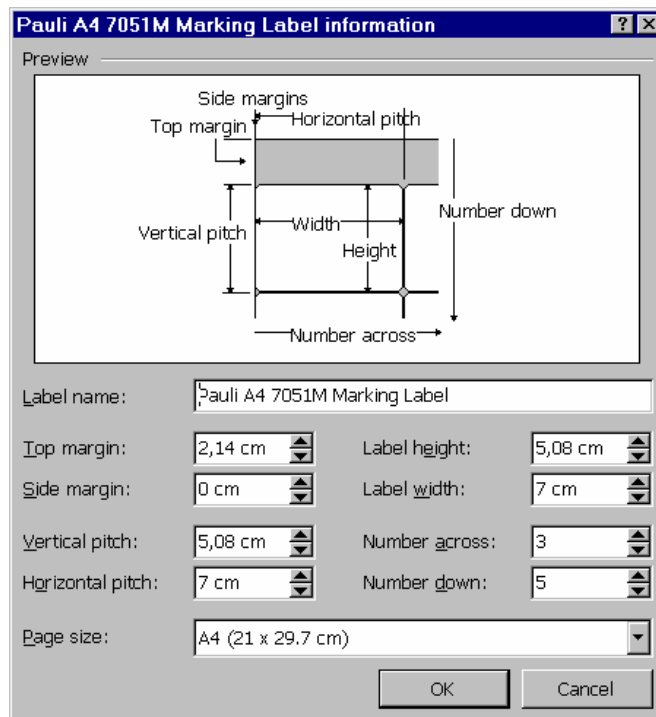 Pauli A4 7051M Marking Label information
Preview
Side margins
Horizontal pitch
Top margin
Number down
Width
Vertical pitch
Height
Number across
Label name: Pauli A4 7051M Marking Label
Top margin: 2,14 cm Label height: 5,08 cm
Side margin: 0 cm Label width: 7 cm
Vertical pitch: 5,08 cm Number across: 3
Horizontal pitch: 7 cm Number down: 5
Page size: A4 (21 x 29.7 cm)
OK Cancel